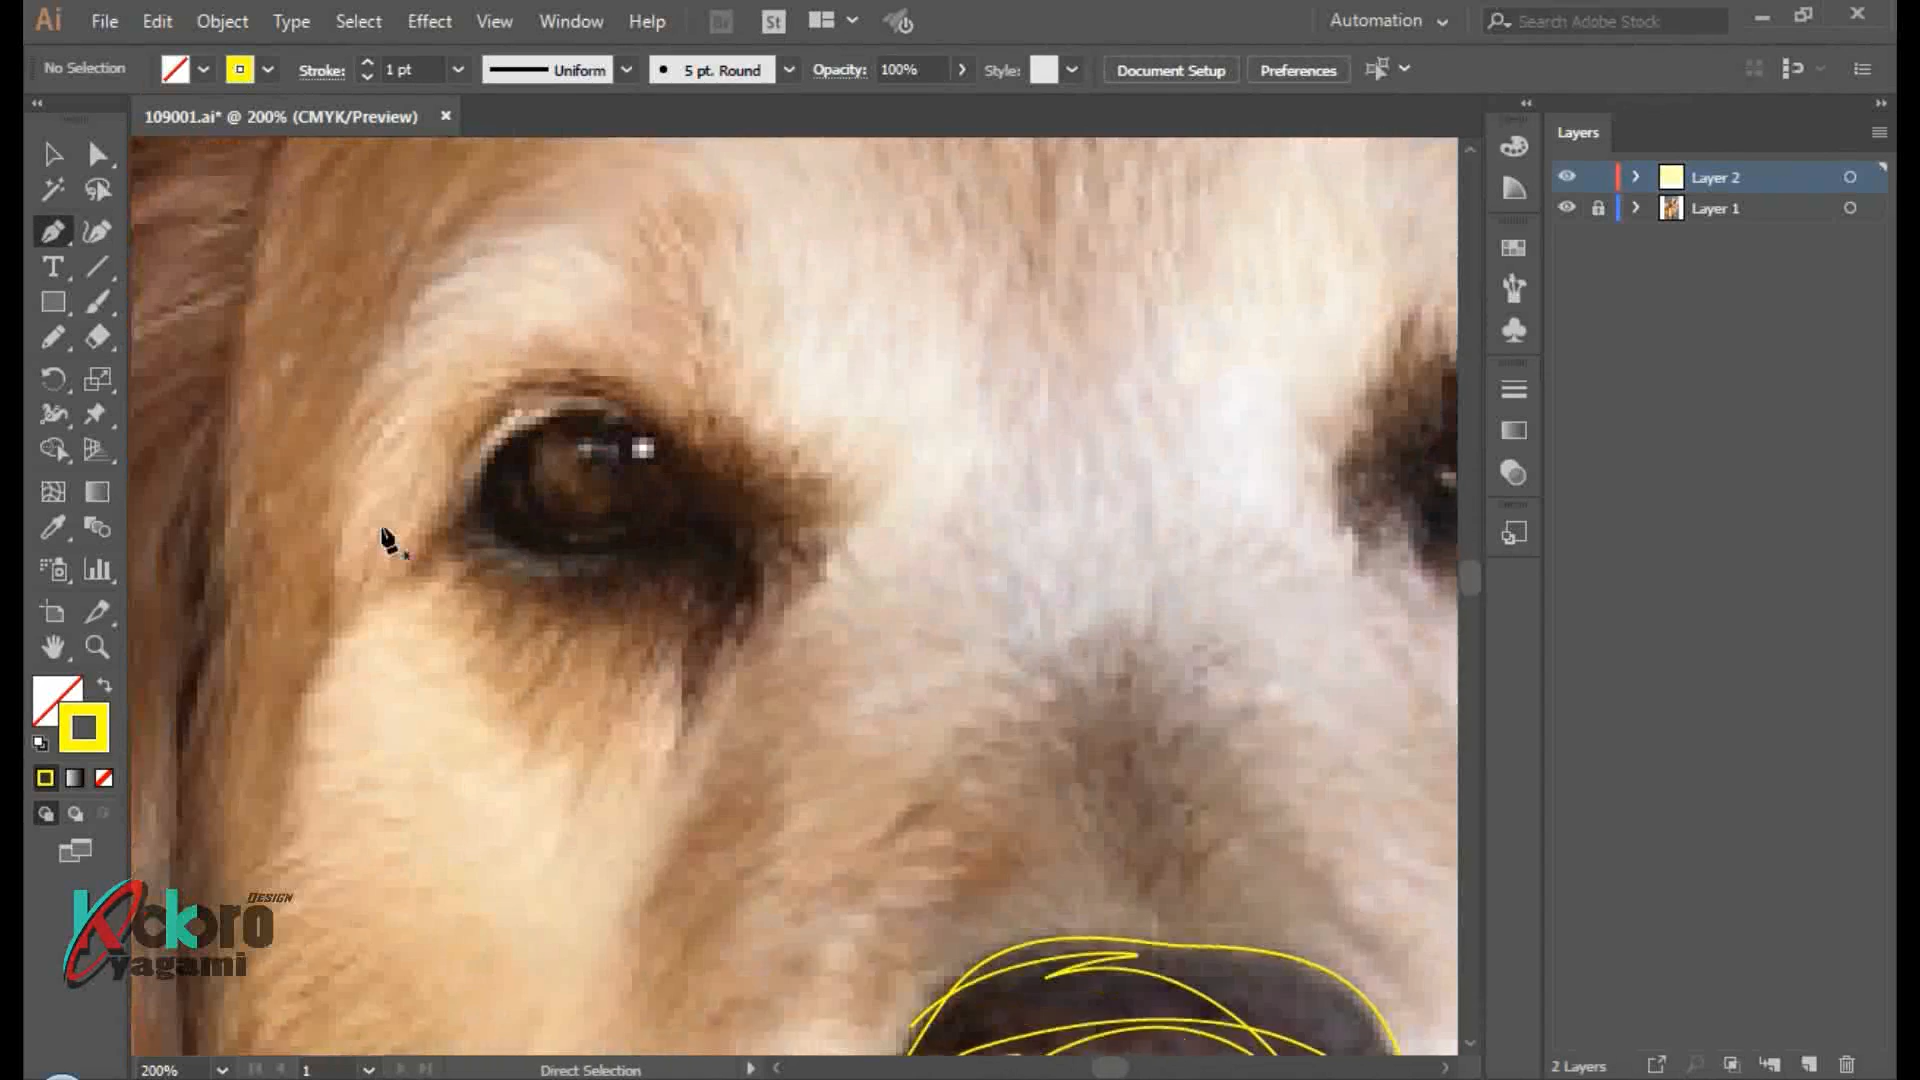 Ai File Edit Object Type Select Effect View Window Help Br St Automation Search Adobe Stock
No Selection Stroke: 1 pt Uniform 5 pt. Round Opacity: 100% Style: Document Setup Preferences
109001.ai* @ 200% (CMYK/Preview)
Layers
Layer 2
Layer 1
Design
Kokoro
yagami
200% 1 Direct Selection
2 Layers